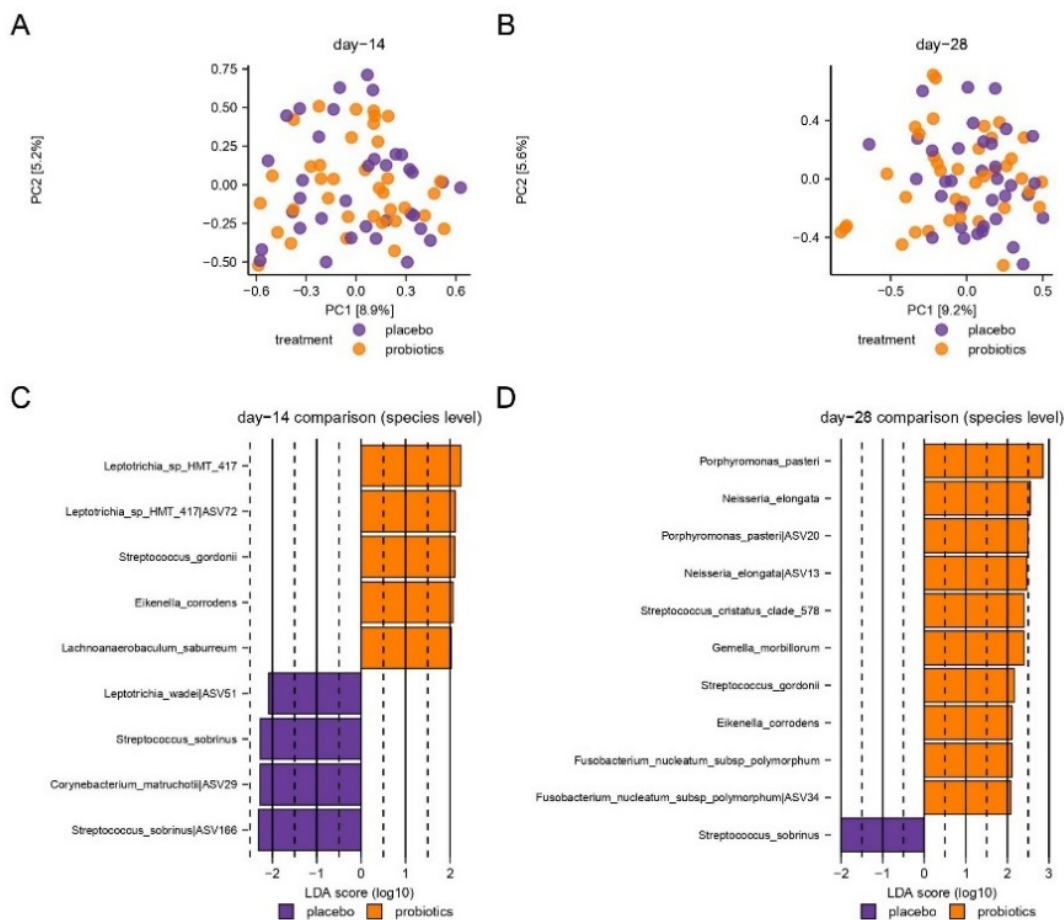 A
day−14
PC2 [5.2%]
0.75
0.50
0.25
0.00
−0.25
−0.50
−0.6
−0.3
0.0
0.3
0.6
PC1 [8.9%]
treatment
placebo
probiotics
B
day−28
PC2 [5.6%]
0.4
0.0
−0.4
−0.5
0.0
0.5
PC1 [9.2%]
treatment
placebo
probiotics
C
day−14 comparison (species level)
Leptotrichia_sp_HMT_417
Leptotrichia_sp_HMT_417|ASV72
Streptococcus_gordonii
Eikenella_corrodens
Lachnoanaerobaculum_saburreum
Leptotrichia_wadei|ASV51
Streptococcus_sobrinus
Corynebacterium_matruchotii|ASV29
Streptococcus_sobrinus|ASV166
−2
−1
0
1
2
LDA score (log10)
placebo
probiotics
D
day−28 comparison (species level)
Porphyromonas_pasteri
Neisseria_elongata
Porphyromonas_pasteri|ASV20
Neisseria_elongata|ASV13
Streptococcus_cristatus_clade_578
Gemella_morbillorum
Streptococcus_gordonii
Eikenella_corrodens
Fusobacterium_nucleatum_subsp_polymorphum
Fusobacterium_nucleatum_subsp_polymorphum|ASV34
Streptococcus_sobrinus
−2
−1
0
1
2
3
LDA score (log10)
placebo
probiotics